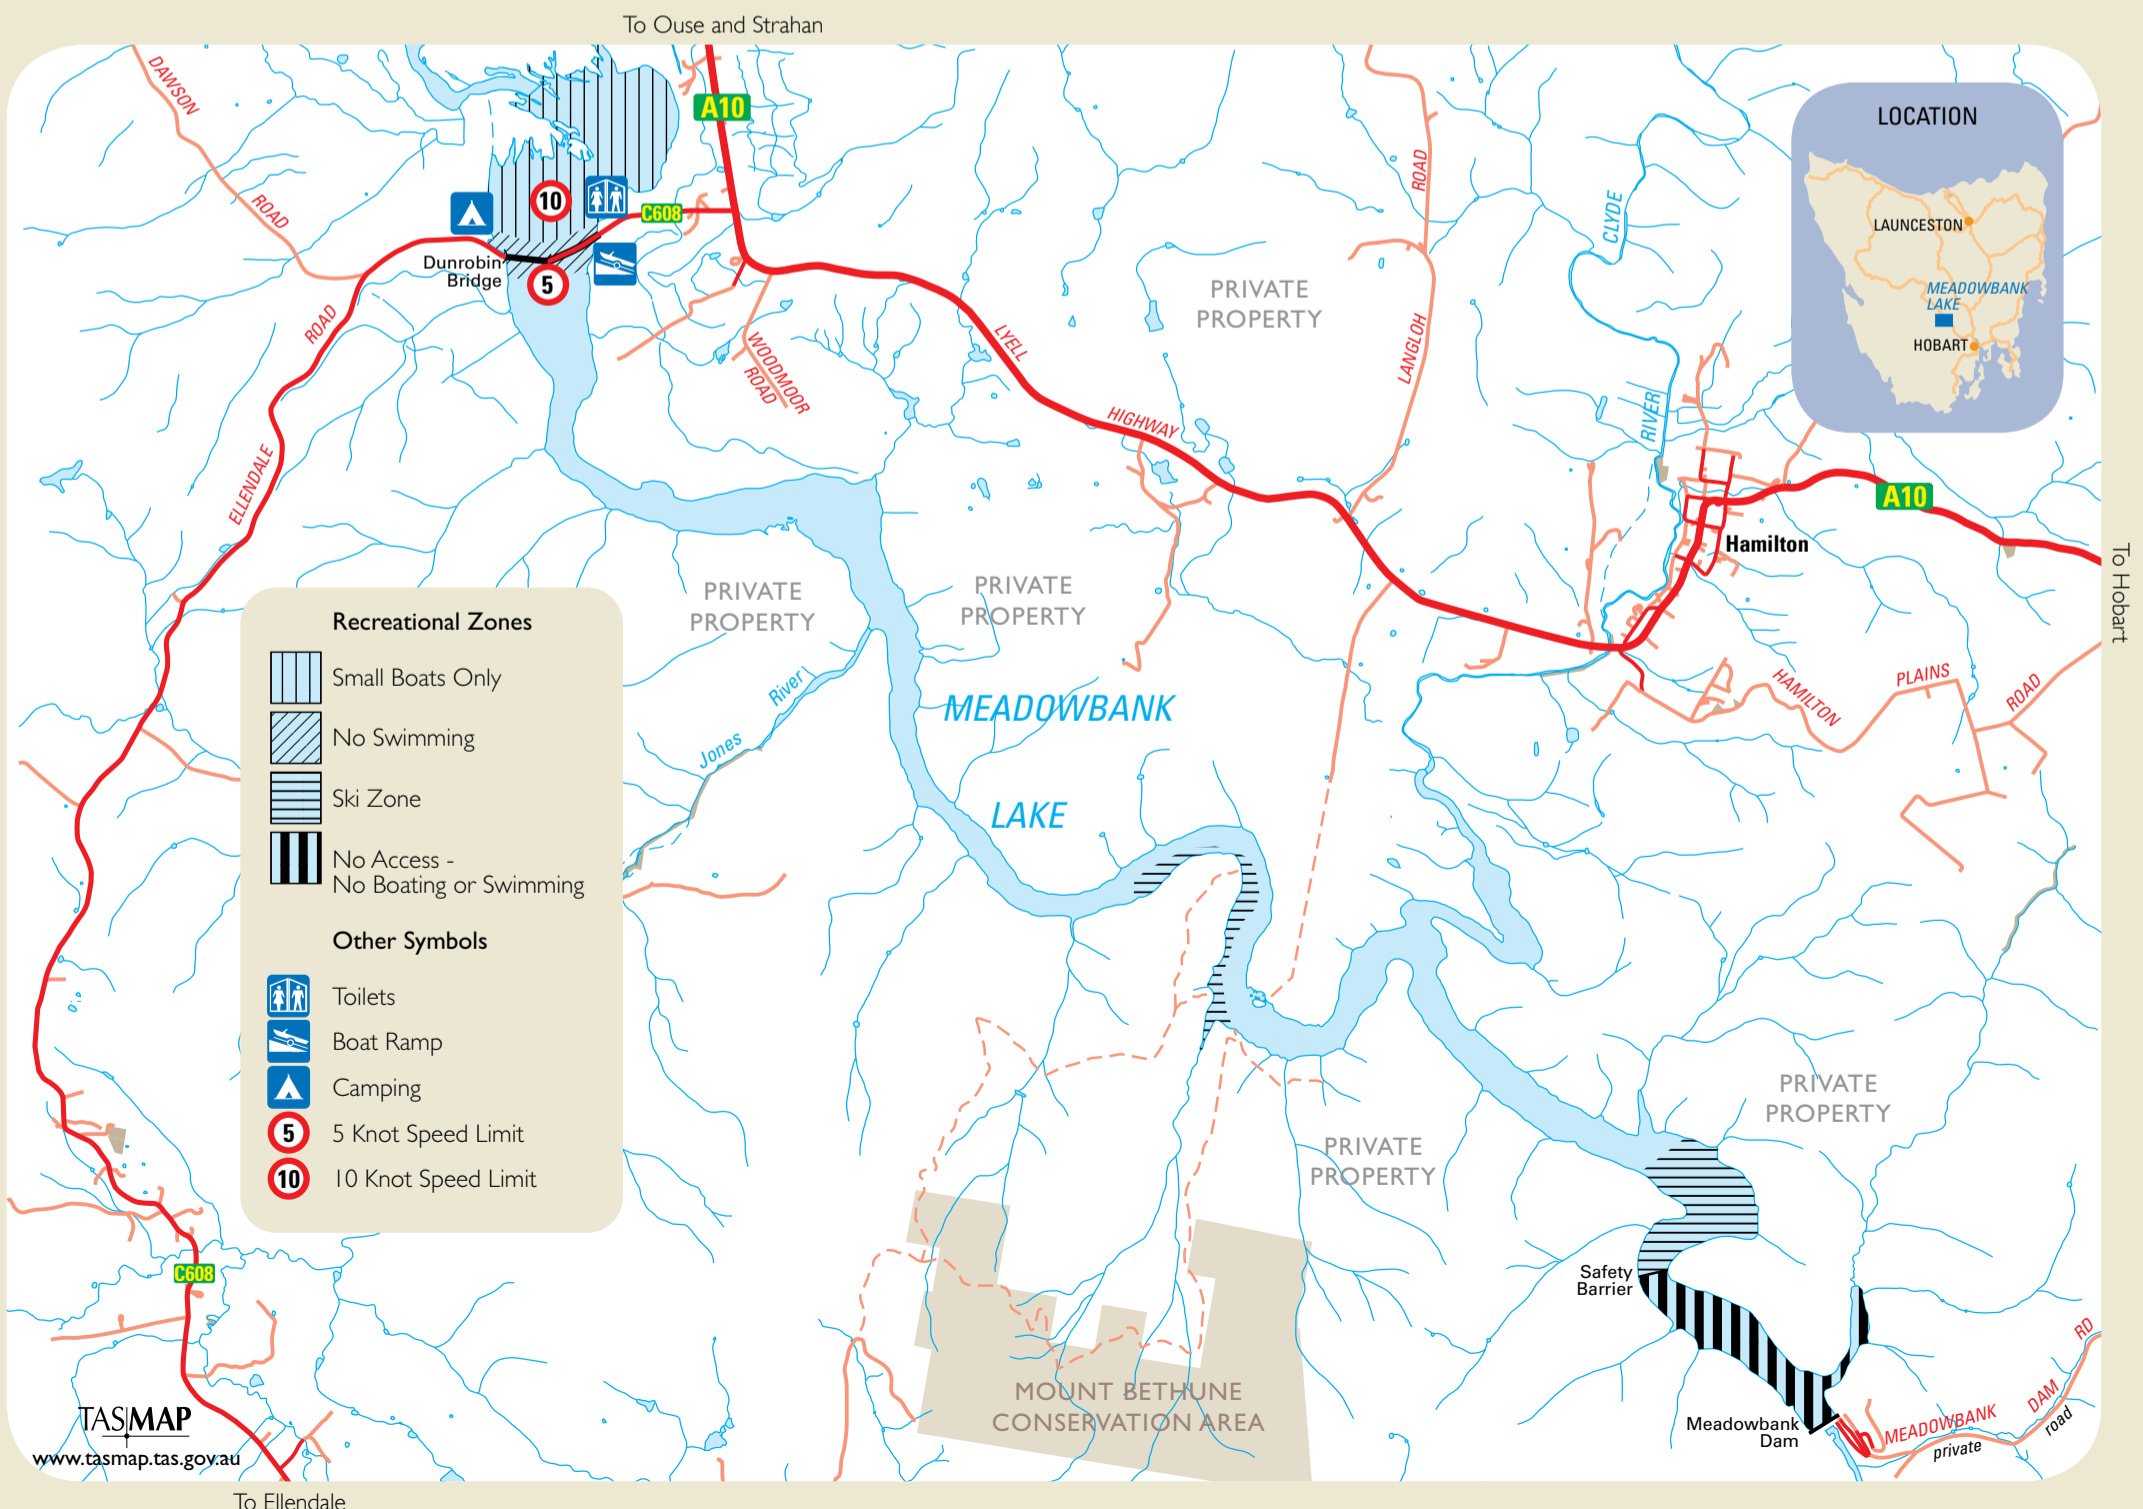 To Ouse and Strahan
DAWSON
ROAD
A10
10
C608
Dunrobin
Bridge
5
ROAD
ELLENDALE
WOODMOOR
ROAD
LYELL
HIGHWAY
PRIVATE
PROPERTY
ROAD
LANGLOH
CLYDE
RIVER
LOCATION
LAUNCESTON
MEADOWBANK
LAKE
HOBART
A10
Hamilton
To Hobart
HAMILTON
PLAINS
ROAD
PRIVATE
PROPERTY
PRIVATE
PROPERTY
Jones
River
MEADOWBANK
LAKE
Recreational Zones
Small Boats Only
No Swimming
Ski Zone
No Access -
No Boating or Swimming
Other Symbols
Toilets
Boat Ramp
Camping
5
5 Knot Speed Limit
10
10 Knot Speed Limit
PRIVATE
PROPERTY
PRIVATE
PROPERTY
C608
Safety
Barrier
MOUNT BETHUNE
CONSERVATION AREA
Meadowbank
Dam
MEADOWBANK
DAM
RD
private
road
TASMAP
www.tasmap.tas.gov.au
To Ellendale